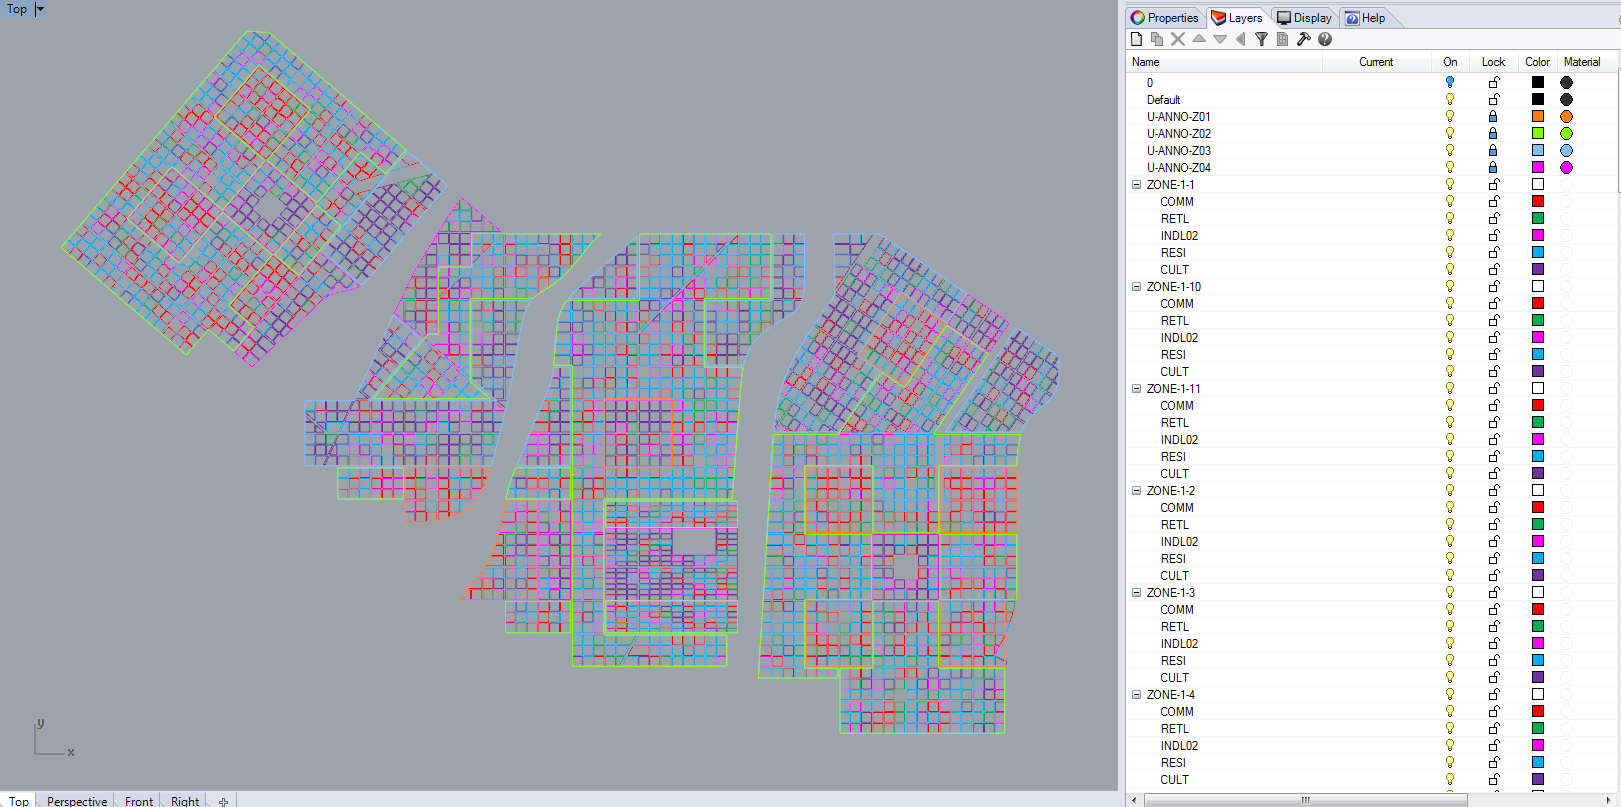 Top
Properties Layers Display Help
Name Current On Lock Color Material
0
Default
U-ANNO-Z01
U-ANNO-Z02
U-ANNO-Z03
U-ANNO-Z04
ZONE-1-1
COMM
RETL
INDL02
RESI
CULT
ZONE-1-10
COMM
RETL
INDL02
RESI
CULT
ZONE-1-11
COMM
RETL
INDL02
RESI
CULT
ZONE-1-2
COMM
RETL
INDL02
RESI
CULT
ZONE-1-3
COMM
RETL
INDL02
RESI
CULT
ZONE-1-4
COMM
RETL
INDL02
RESI
CULT
y
x
Top Perspective Front Right